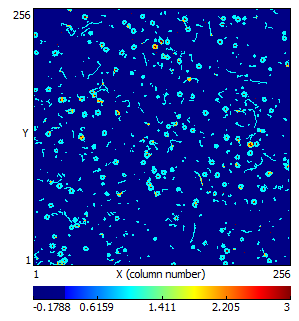 256
Y
1
1 X (column number) 256
-0.1788 0.6159 1.411 2.205 3